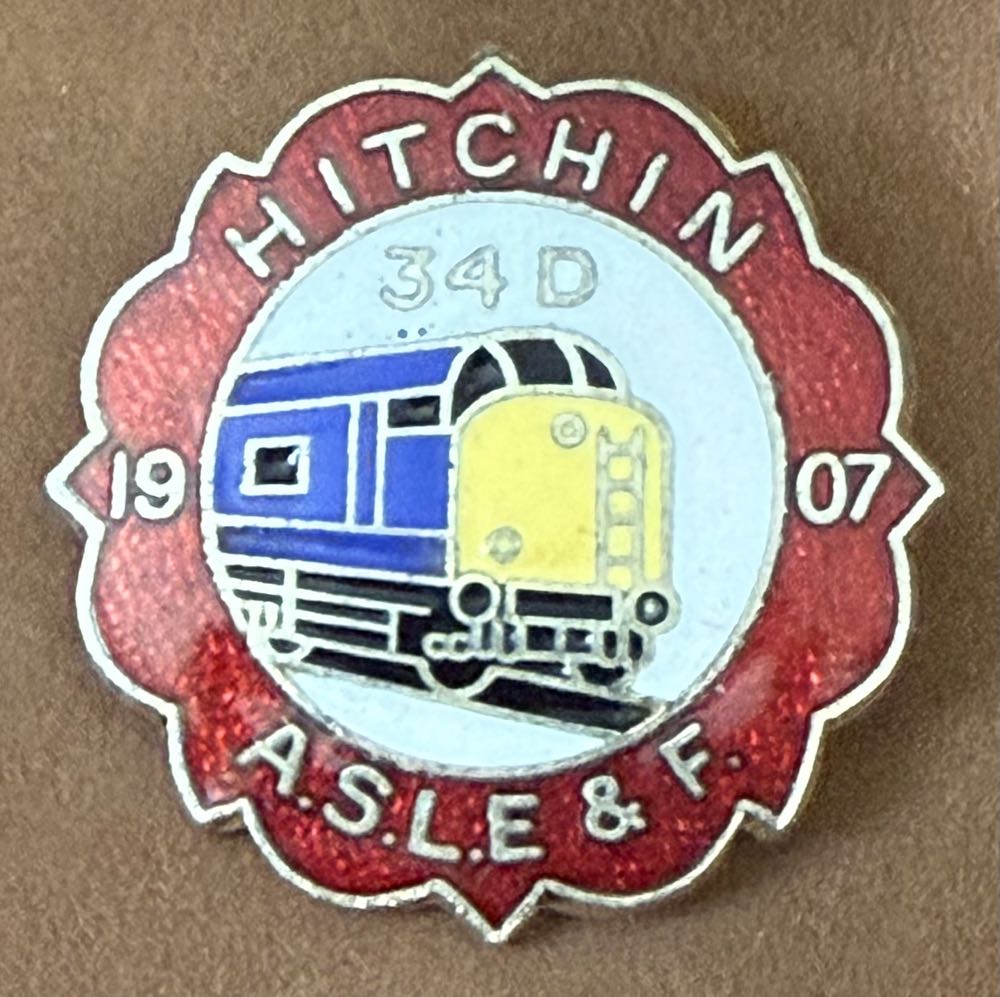 HITCHIN
34D
19 07
A.S.L.E & F.